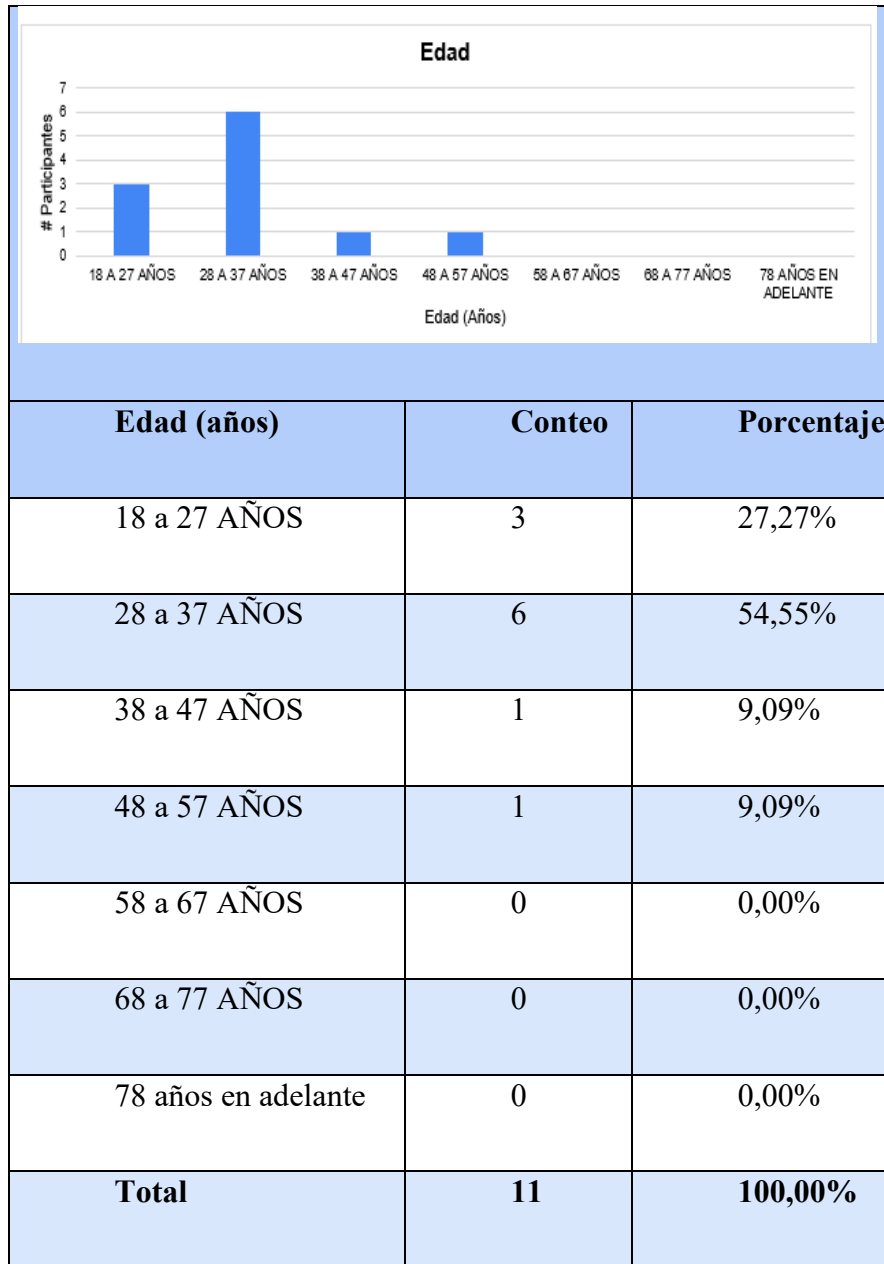 Edad
7
6
5
4
3
2
1
0
# Participantes
18 A 27 AÑOS 28 A 37 AÑOS 38 A 47 AÑOS 48 A 57 AÑOS 58 A 67 AÑOS 68 A 77 AÑOS 78 AÑOS EN
ADELANTE
Edad (Años)
Edad (años) Conteo Porcentaje
18 a 27 AÑOS 3 27,27%
28 a 37 AÑOS 6 54,55%
38 a 47 AÑOS 1 9,09%
48 a 57 AÑOS 1 9,09%
58 a 67 AÑOS 0 0,00%
68 a 77 AÑOS 0 0,00%
78 años en adelante 0 0,00%
Total 11 100,00%